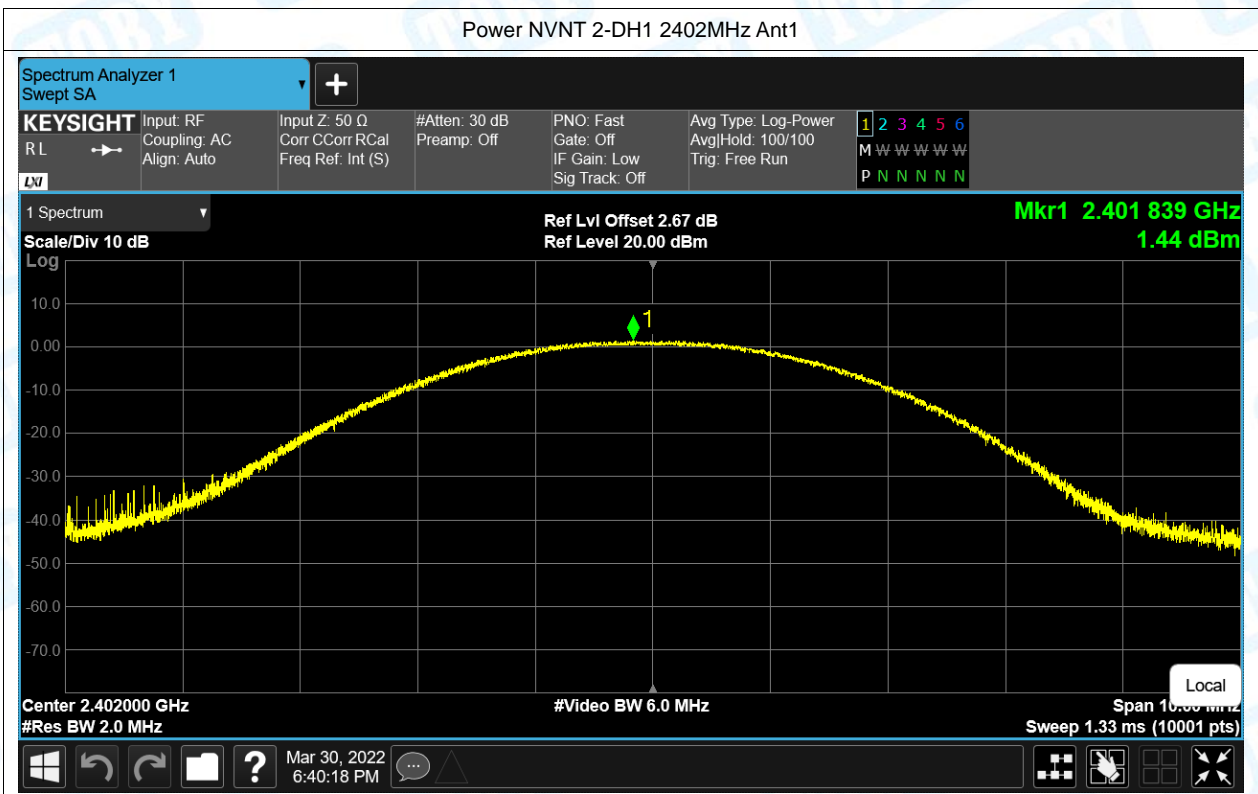 Power NVNT 2-DH1 2402MHz Ant1
Spectrum Analyzer 1
Swept SA
KEYSIGHT
R L
LXI
Input: RF
Coupling: AC
Align: Auto
Input Z: 50 Ω
Corr CCorr RCal
Freq Ref: Int (S)
#Atten: 30 dB
Preamp: Off
PNO: Fast
Gate: Off
IF Gain: Low
Sig Track: Off
Avg Type: Log-Power
Avg|Hold: 100/100
Trig: Free Run
1 2 3 4 5 6
M W W W W W
P N N N N N
1 Spectrum
Scale/Div 10 dB
Log
Ref Lvl Offset 2.67 dB
Ref Level 20.00 dBm
Mkr1 2.401 839 GHz
1.44 dBm
1
10.0
0.00
-10.0
-20.0
-30.0
-40.0
-50.0
-60.0
-70.0
Local
Center 2.402000 GHz
#Video BW 6.0 MHz
Span 10.00 MHz
#Res BW 2.0 MHz
Sweep 1.33 ms (10001 pts)
?
Mar 30, 2022
6:40:18 PM
TOBY